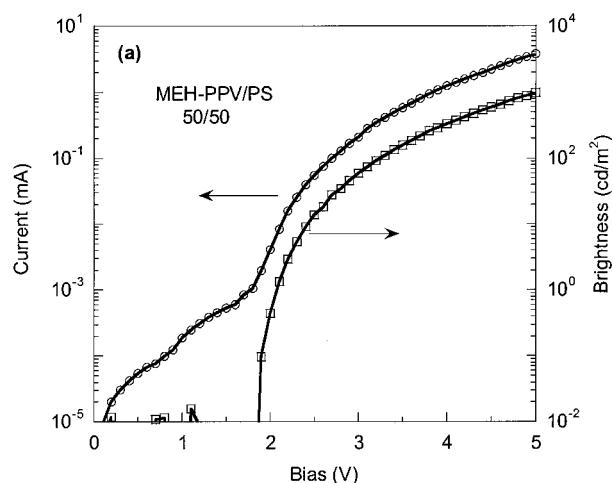 (a)
MEH-PPV/PS
50/50
Current (mA)
10^1
10^-1
10^-3
10^-5
Brightness (cd/m^2)
10^4
10^2
10^0
10^-2
0 1 2 3 4 5
Bias (V)